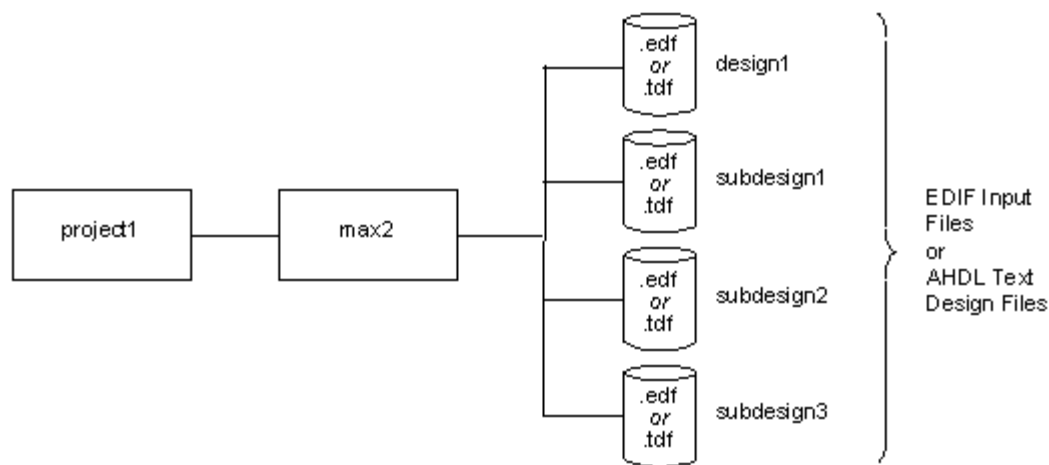 project1
max2
.edf
or
.tdf
design1
.edf
or
.tdf
subdesign1
.edf
or
.tdf
subdesign2
.edf
or
.tdf
subdesign3
EDIF Input
Files
or
AHDL Text
Design Files